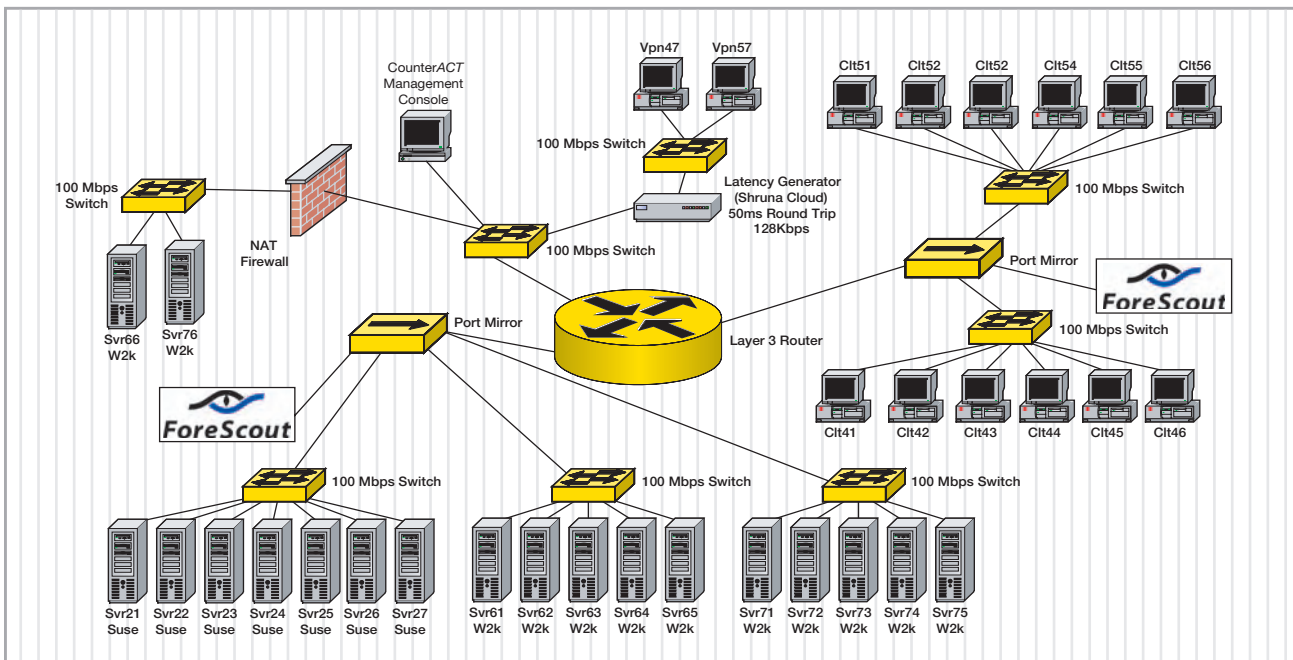 Vpn47
Vpn57
Clt51
Clt52
Clt52
Clt54
Clt55
Clt56
CounterACT
Management
Console
100 Mbps Switch
100 Mbps
Switch
Latency Generator
(Shruna Cloud)
50ms Round Trip
128Kbps
100 Mbps Switch
NAT
Firewall
100 Mbps Switch
Port Mirror
ForeScout
Svr66
W2k
Svr76
W2k
Port Mirror
Layer 3 Router
100 Mbps Switch
ForeScout
Clt41
Clt42
Clt43
Clt44
Clt45
Clt46
100 Mbps Switch
100 Mbps Switch
100 Mbps Switch
Svr21
Suse
Svr22
Suse
Svr23
Suse
Svr24
Suse
Svr25
Suse
Svr26
Suse
Svr27
Suse
Svr61
W2k
Svr62
W2k
Svr63
W2k
Svr64
W2k
Svr65
W2k
Svr71
W2k
Svr72
W2k
Svr73
W2k
Svr74
W2k
Svr75
W2k